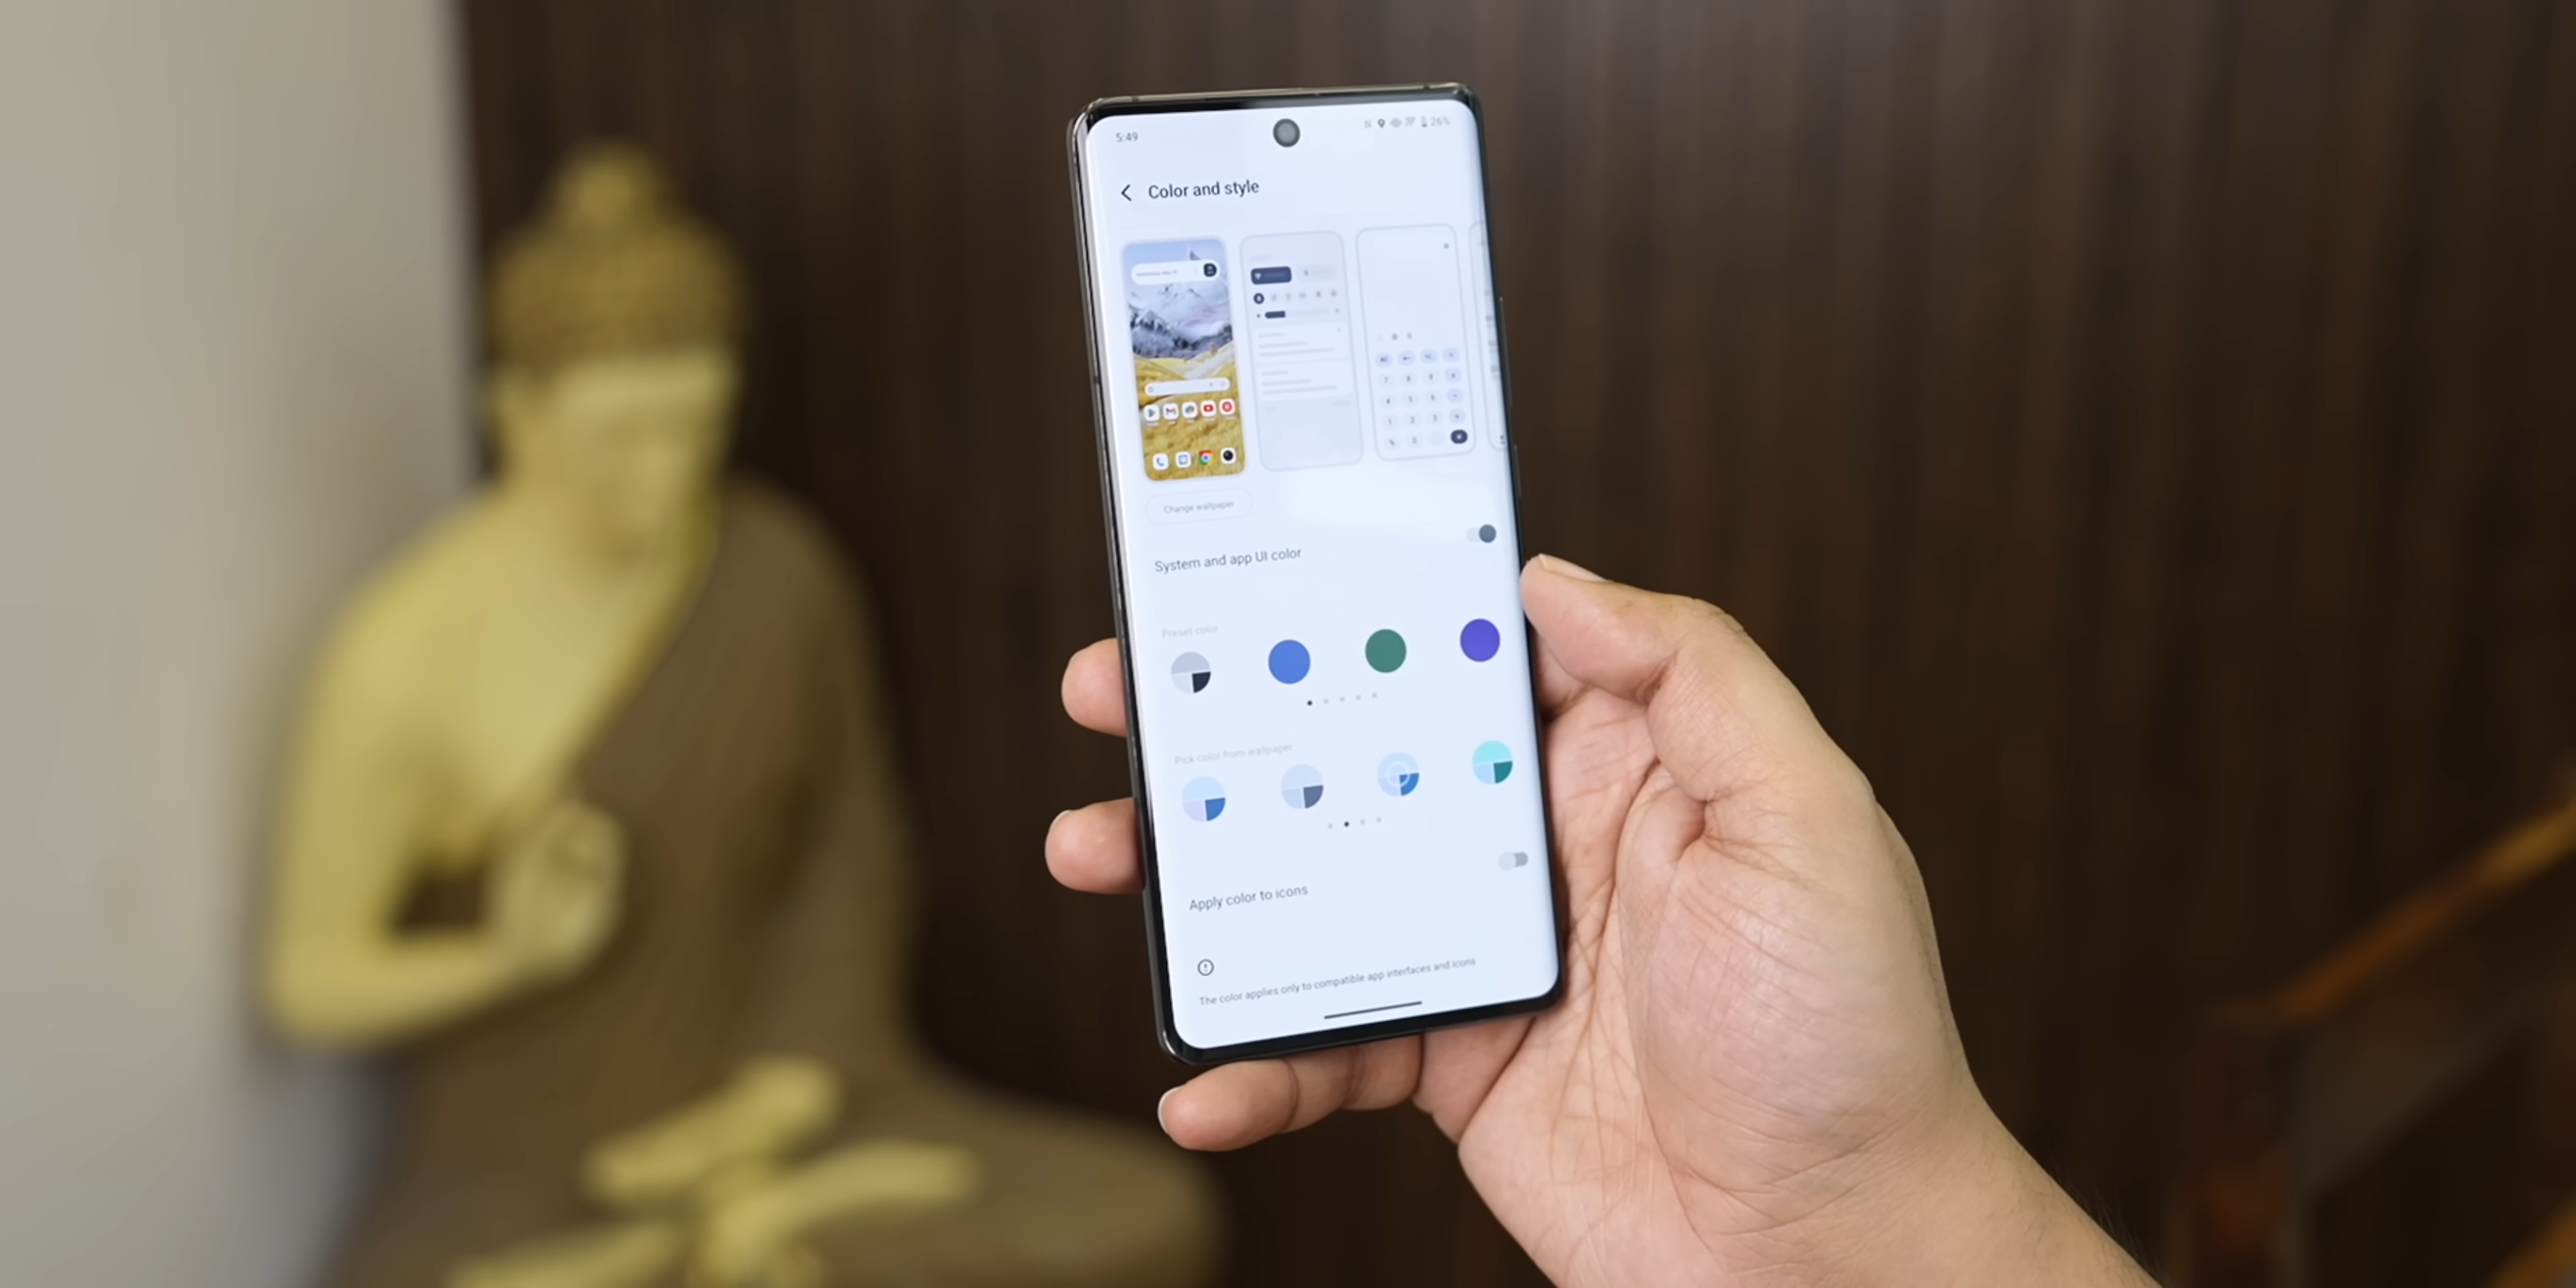 5:49
26%
Color and style
Change wallpaper
System and app UI color
Preset color
Pick color from wallpaper
Apply color to icons
The color applies only to compatible app interfaces and icons